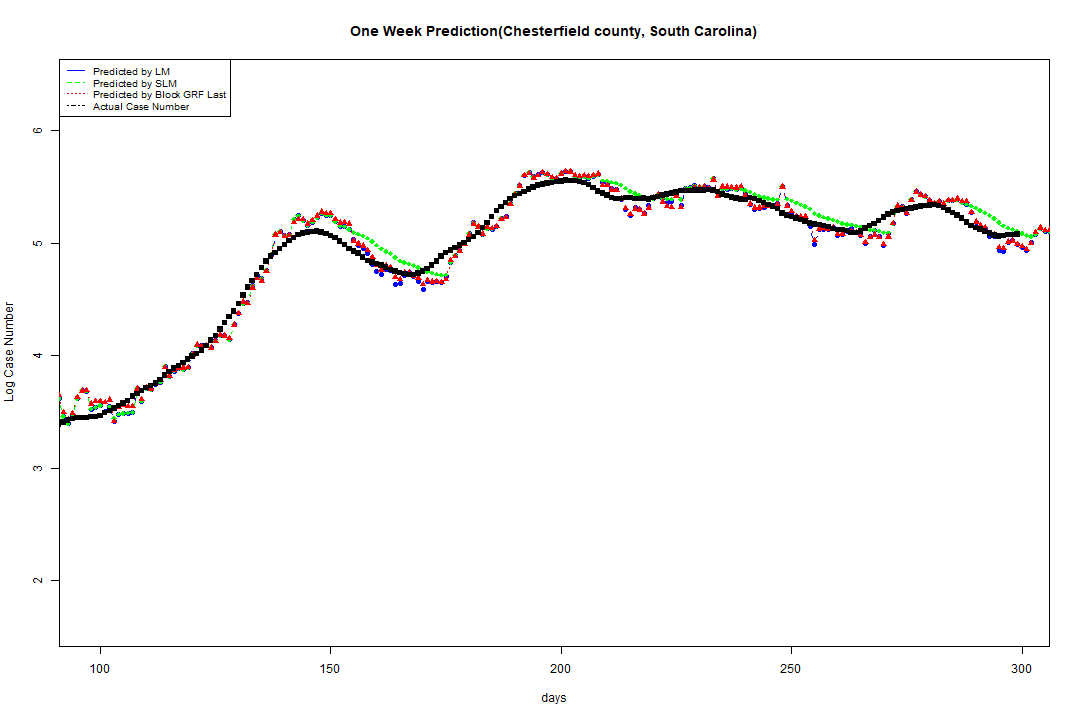 One Week Prediction(Chesterfield county, South Carolina)
Predicted by LM
Predicted by SLM
Predicted by Block GRF Last
Actual Case Number
6
5
4
3
2
Log Case Number
100 150 200 250 300
days